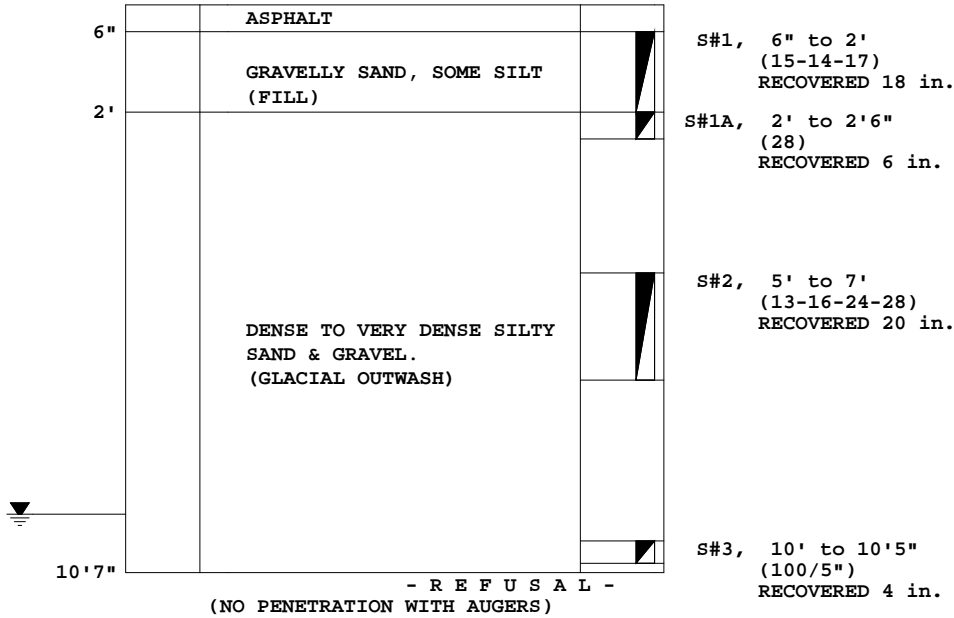 ASPHALT
6"
S#1, 6" to 2'
(15-14-17)
RECOVERED 18 in.
GRAVELLY SAND, SOME SILT
(FILL)
2'
S#1A, 2' to 2'6"
(28)
RECOVERED 6 in.
S#2, 5' to 7'
(13-16-24-28)
RECOVERED 20 in.
DENSE TO VERY DENSE SILTY
SAND & GRAVEL.
(GLACIAL OUTWASH)
S#3, 10' to 10'5"
(100/5")
RECOVERED 4 in.
10'7"
- R E F U S A L -
(NO PENETRATION WITH AUGERS)